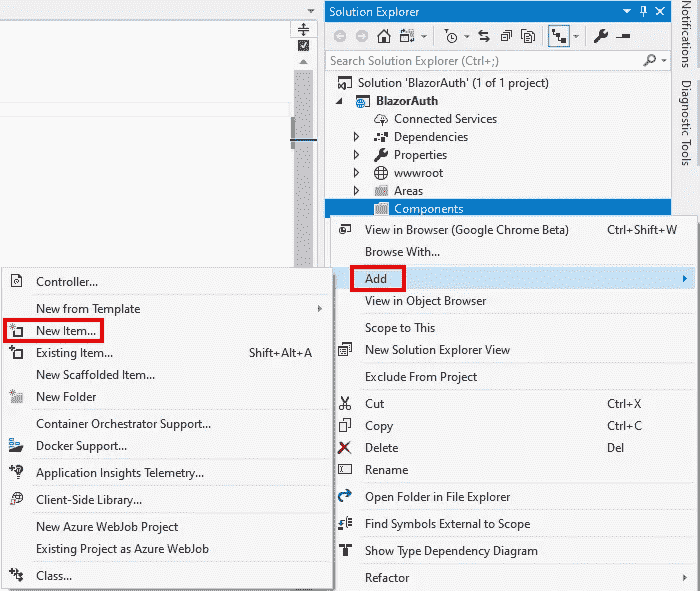 Solution Explorer
Search Solution Explorer (Ctrl+;)
Solution 'BlazorAuth' (1 of 1 project)
BlazorAuth
Connected Services
Dependencies
Properties
wwwroot
Areas
Components
View in Browser (Google Chrome Beta) Ctrl+Shift+W
Browse With...
Add
View in Object Browser
Scope to This
New Solution Explorer View
Exclude From Project
Cut Ctrl+X
Copy Ctrl+C
Delete Del
Rename
Open Folder in File Explorer
Find Symbols External to Scope
Show Type Dependency Diagram
Refactor
Controller...
New from Template
New Item...
Existing Item... Shift+Alt+A
New Scaffolded Item...
New Folder
Container Orchestrator Support...
Docker Support...
Application Insights Telemetry...
Client-Side Library...
New Azure WebJob Project
Existing Project as Azure WebJob
Class...
Notifications
Diagnostic Tools